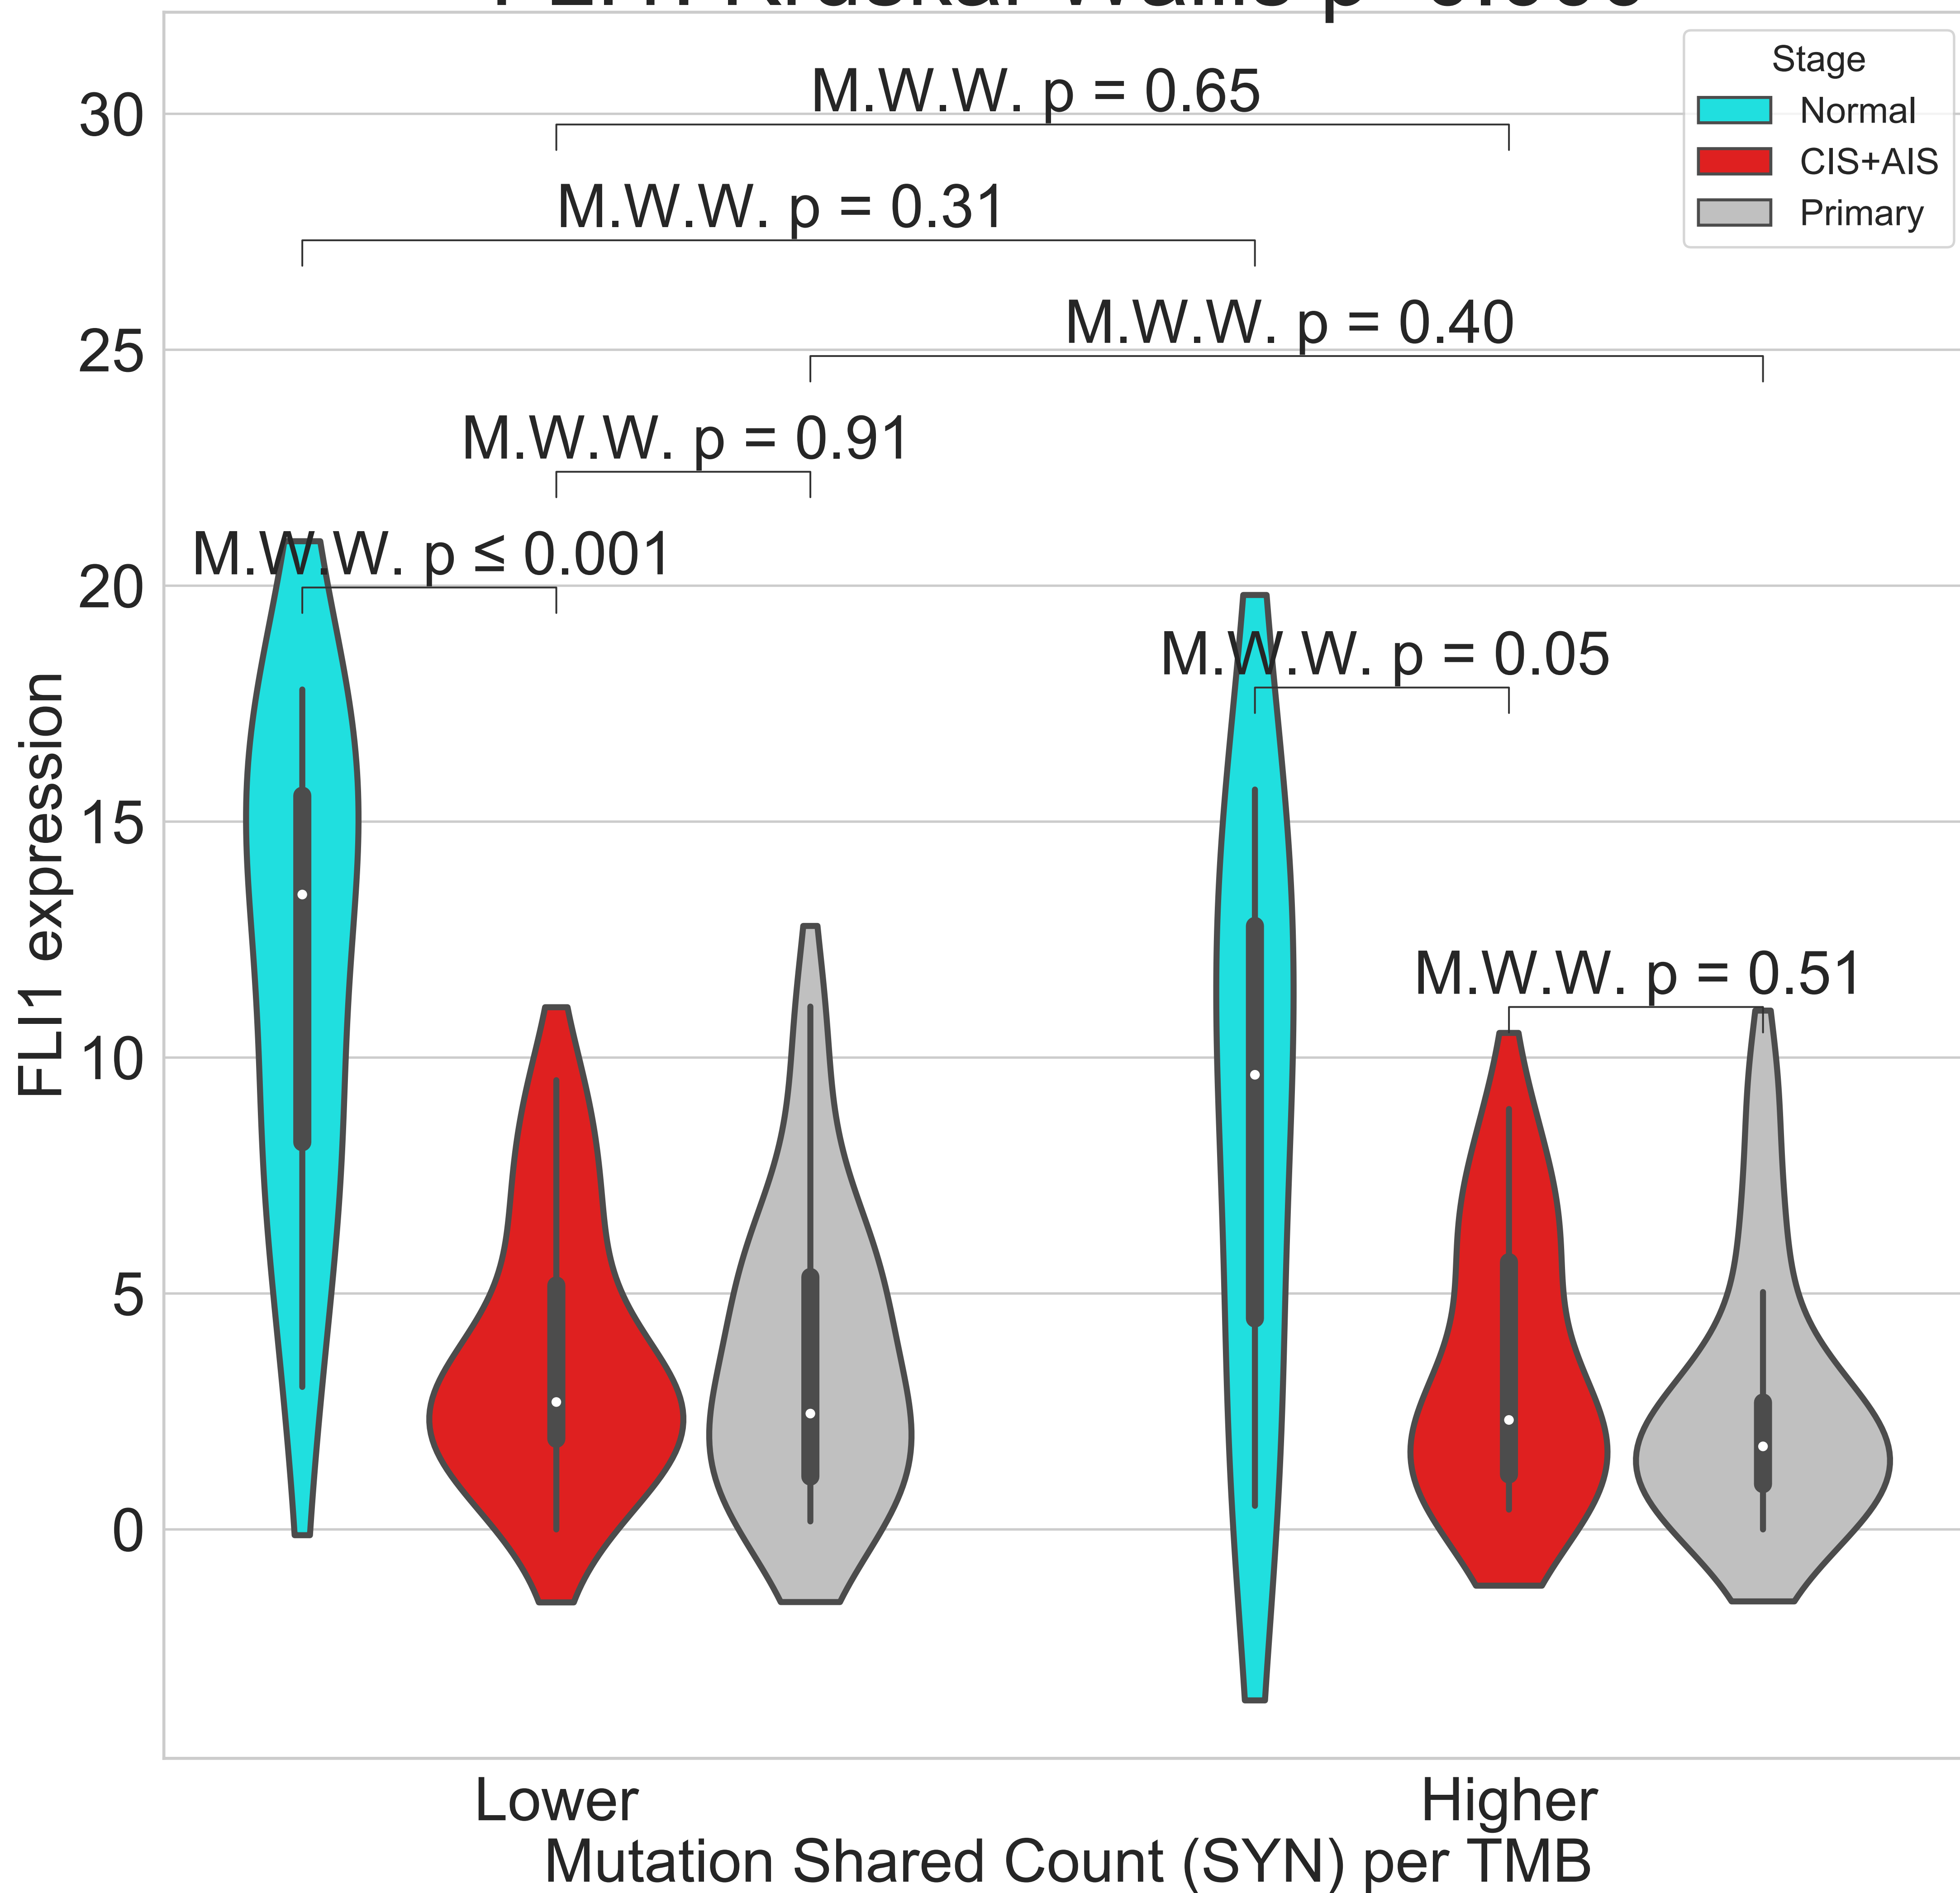 Stage
Normal
CIS+AIS
Primary
M.W.W. p = 0.65
M.W.W. p = 0.31
M.W.W. p = 0.40
M.W.W. p = 0.91
M.W.W. p ≤ 0.001
M.W.W. p = 0.05
M.W.W. p = 0.51
30
25
20
15
10
5
0
FLI1 expression
Lower
Higher
Mutation Shared Count (SYN) per TMB